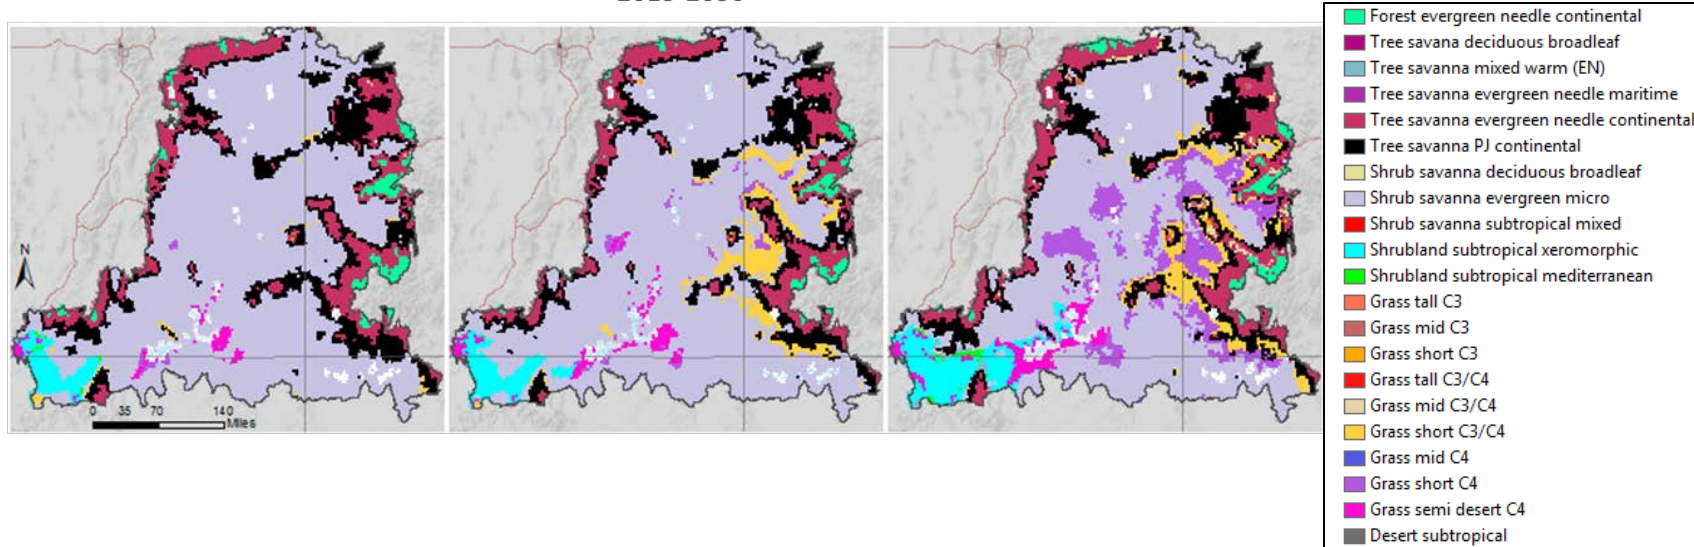 Forest evergreen needle continental
Tree savana deciduous broadleaf
Tree savanna mixed warm (EN)
Tree savanna evergreen needle maritime
Tree savanna evergreen needle continental
Tree savanna PJ continental
Shrub savanna deciduous broadleaf
Shrub savanna evergreen micro
Shrub savanna subtropical mixed
Shrubland subtropical xeromorphic
Shrubland subtropical mediterranean
Grass tall C3
Grass mid C3
Grass short C3
Grass tall C3/C4
Grass mid C3/C4
Grass short C3/C4
Grass mid C4
Grass short C4
Grass semi desert C4
Desert subtropical
N
0 35 70 140
Miles